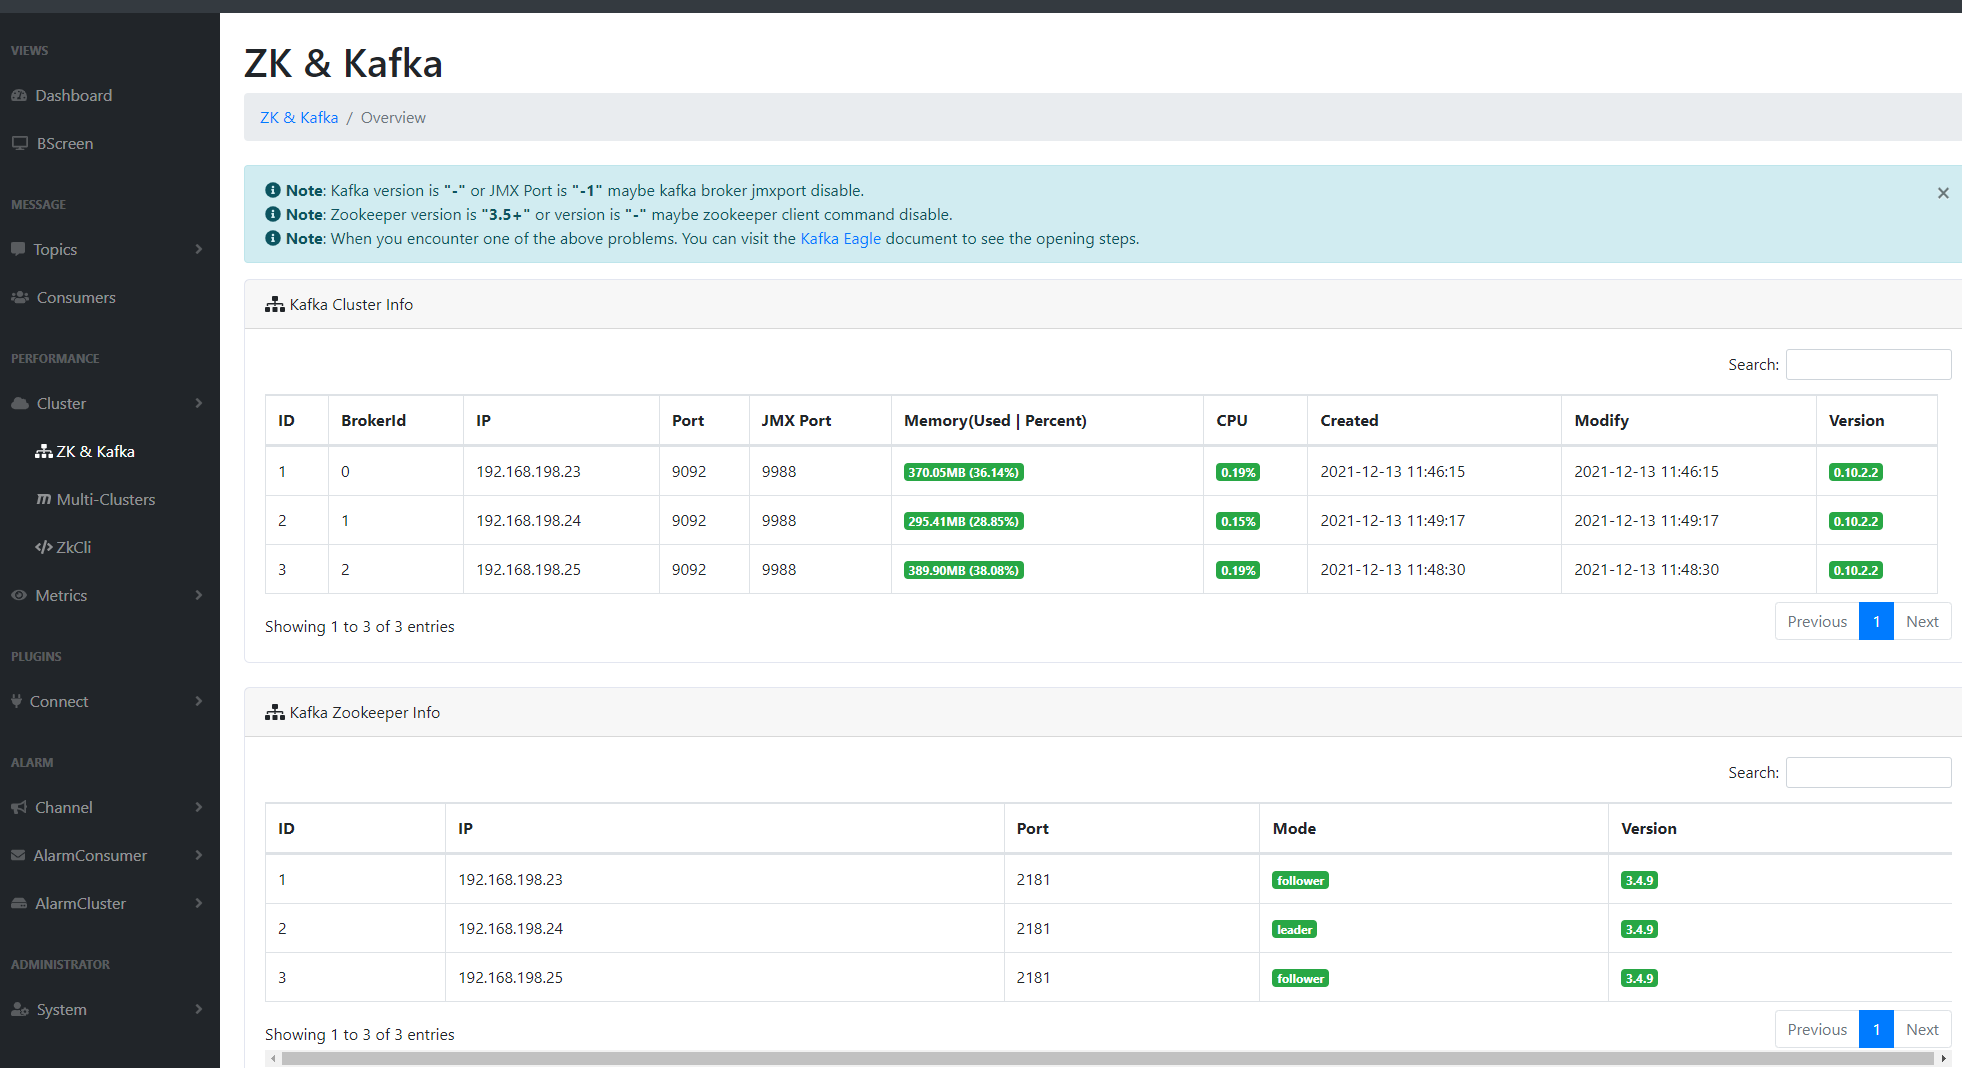 VIEWS
Dashboard
BScreen
MESSAGE
Topics
Consumers
PERFORMANCE
Cluster
ZK & Kafka
Multi-Clusters
ZkCli
Metrics
PLUGINS
Connect
ALARM
Channel
AlarmConsumer
AlarmCluster
ADMINISTRATOR
System
ZK & Kafka
ZK & Kafka / Overview
Note: Kafka version is "-" or JMX Port is "-1" maybe kafka broker jmxport disable.
Note: Zookeeper version is "3.5+" or version is "-" maybe zookeeper client command disable.
Note: When you encounter one of the above problems. You can visit the Kafka Eagle document to see the opening steps.
×
Kafka Cluster Info
Search:
ID BrokerId IP Port JMX Port Memory(Used | Percent) CPU Created Modify Version
1 0 192.168.198.23 9092 9988 370.05MB (36.14%) 0.19% 2021-12-13 11:46:15 2021-12-13 11:46:15 0.10.2.2
2 1 192.168.198.24 9092 9988 295.41MB (28.85%) 0.15% 2021-12-13 11:49:17 2021-12-13 11:49:17 0.10.2.2
3 2 192.168.198.25 9092 9988 389.90MB (38.08%) 0.19% 2021-12-13 11:48:30 2021-12-13 11:48:30 0.10.2.2
Showing 1 to 3 of 3 entries
Previous 1 Next
Kafka Zookeeper Info
Search:
ID IP Port Mode Version
1 192.168.198.23 2181 follower 3.4.9
2 192.168.198.24 2181 leader 3.4.9
3 192.168.198.25 2181 follower 3.4.9
Showing 1 to 3 of 3 entries
Previous 1 Next